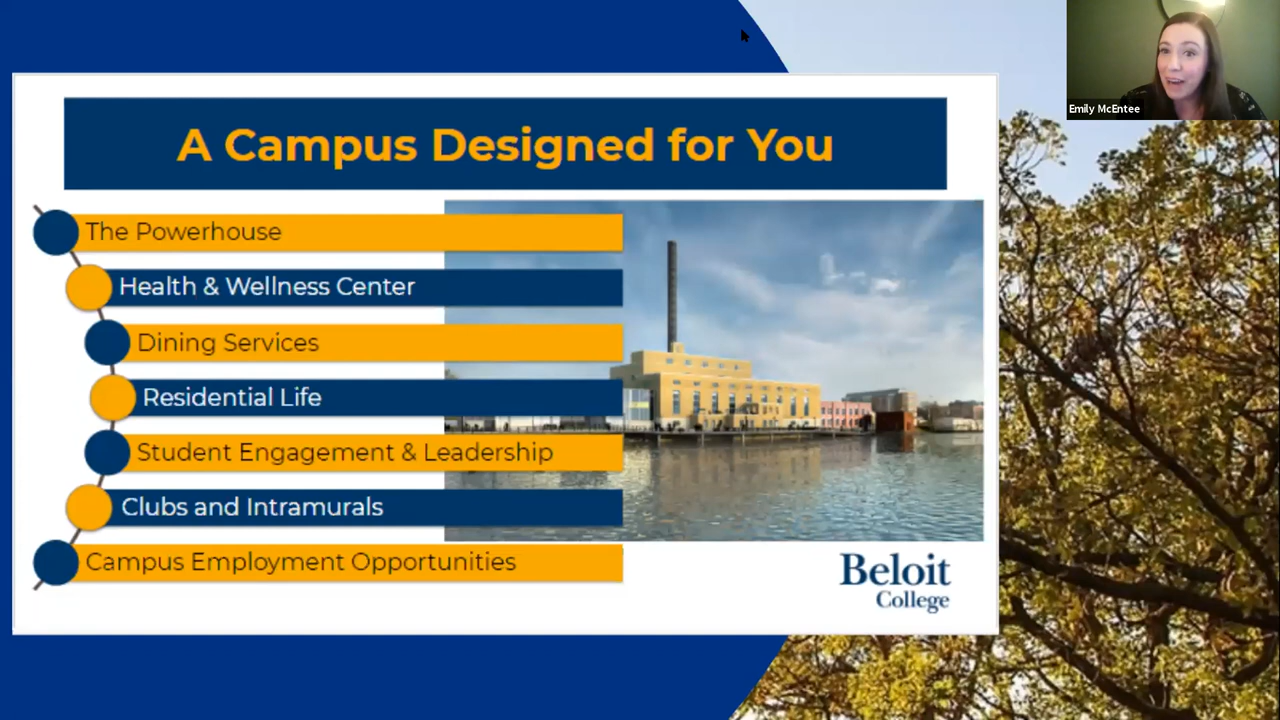 A Campus Designed for You
The Powerhouse
Health & Wellness Center
Dining Services
Residential Life
Student Engagement & Leadership
Clubs and Intramurals
Campus Employment Opportunities
Beloit
College
Emily McEntee